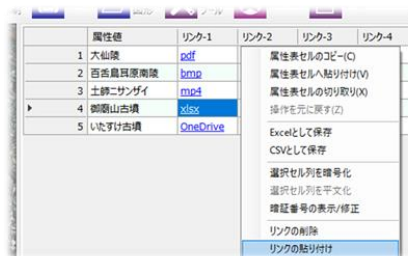 ツール
属性値 リンク-1 リンク-2 リンク-3 リンク-4
1 大仙陵 pdf
2 百舌鳥耳原南陵 bmp
3 土師ニサンザイ mp4
4 御廟山古墳 xlsx
5 いたすけ古墳 OneDrive
属性表セルのコピー(C)
属性表セルへ貼り付け(V)
属性表セルの切り取り(X)
操作を元に戻す(Z)
Excelとして保存
CSVとして保存
選択セル列を暗号化
選択セル列を平文化
暗証番号の表示/修正
リンクの削除
リンクの貼り付け